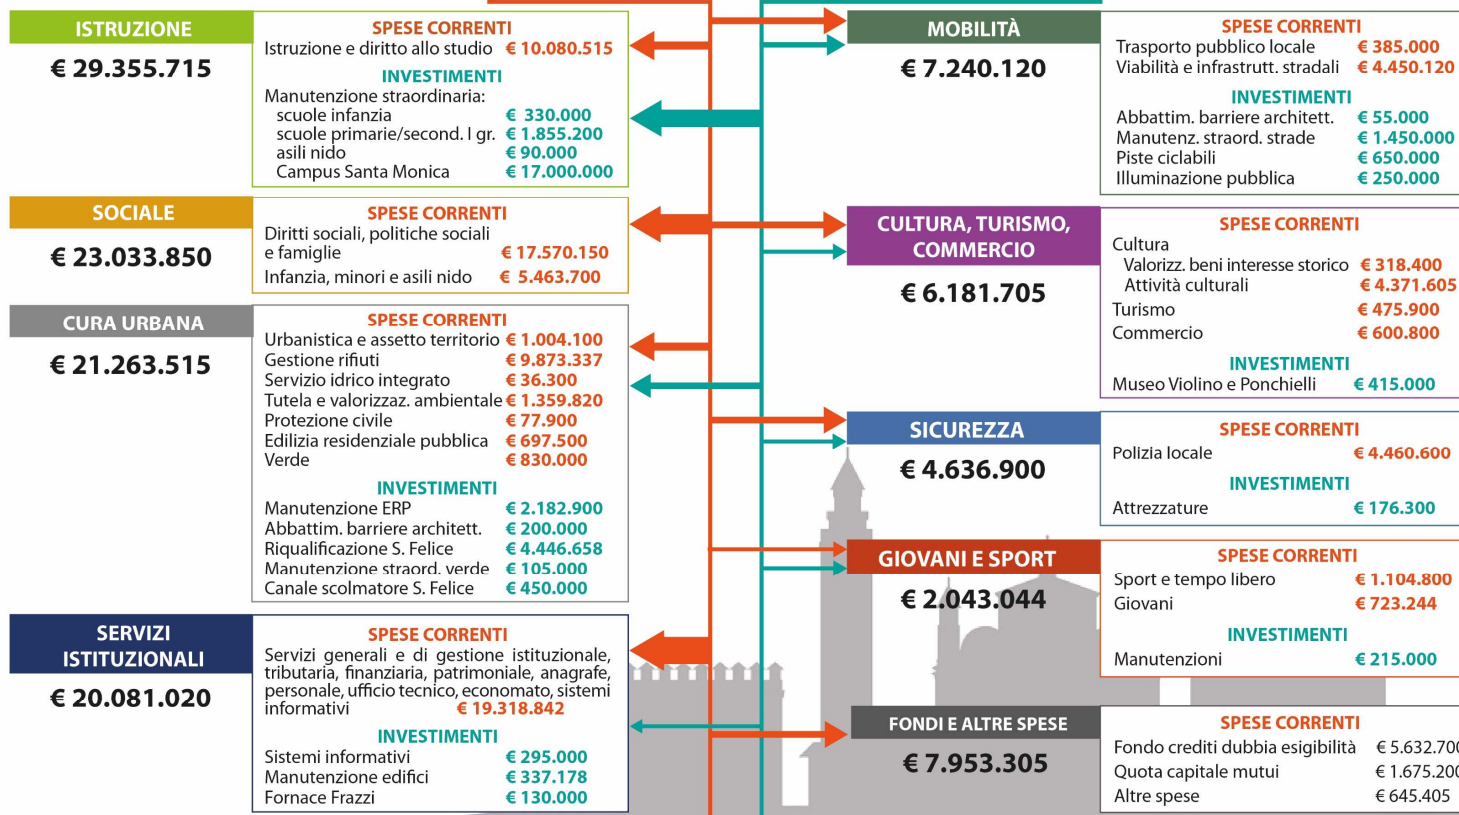 ISTRUZIONE
€ 29.355.715
SPESE CORRENTI
Istruzione e diritto allo studio € 10.080.515
INVESTIMENTI
Manutenzione straordinaria:
scuole infanzia € 330.000
scuole primarie/second. I gr. € 1.855.200
asili nido € 90.000
Campus Santa Monica € 17.000.000
SOCIALE
€ 23.033.850
SPESE CORRENTI
Diritti sociali, politiche sociali
e famiglie € 17.570.150
Infanzia, minori e asili nido € 5.463.700
CURA URBANA
€ 21.263.515
SPESE CORRENTI
Urbanistica e assetto territorio € 1.004.100
Gestione rifiuti € 9.873.337
Servizio idrico integrato € 36.300
Tutela e valorizzaz. ambientale € 1.359.820
Protezione civile € 77.900
Edilizia residenziale pubblica € 697.500
Verde € 830.000
INVESTIMENTI
Manutenzione ERP € 2.182.900
Abbattim. barriere architett. € 200.000
Riqualificazione S. Felice € 4.446.658
Manutenzione straord. verde € 105.000
Canale scolmatore S. Felice € 450.000
SERVIZI
ISTITUZIONALI
€ 20.081.020
SPESE CORRENTI
Servizi generali e di gestione istituzionale,
tributaria, finanziaria, patrimoniale, anagrafe,
personale, ufficio tecnico, economato, sistemi
informativi € 19.318.842
INVESTIMENTI
Sistemi informativi € 295.000
Manutenzione edifici € 337.178
Fornace Frazzi € 130.000
MOBILITÀ
€ 7.240.120
SPESE CORRENTI
Trasporto pubblico locale € 385.000
Viabilità e infrastrutt. stradali € 4.450.120
INVESTIMENTI
Abbattim. barriere architett. € 55.000
Manutenz. straord. strade € 1.450.000
Piste ciclabili € 650.000
Illuminazione pubblica € 250.000
CULTURA, TURISMO,
COMMERCIO
€ 6.181.705
SPESE CORRENTI
Cultura
Valorizz. beni interesse storico € 318.400
Attività culturali € 4.371.605
Turismo € 475.900
Commercio € 600.800
INVESTIMENTI
Museo Violino e Ponchielli € 415.000
SICUREZZA
€ 4.636.900
SPESE CORRENTI
Polizia locale € 4.460.600
INVESTIMENTI
Attrezzature € 176.300
GIOVANI E SPORT
€ 2.043.044
SPESE CORRENTI
Sport e tempo libero € 1.104.800
Giovani € 723.244
INVESTIMENTI
Manutenzioni € 215.000
FONDI E ALTRE SPESE
€ 7.953.305
SPESE CORRENTI
Fondo crediti dubbia esigibilità € 5.632.700
Quota capitale mutui € 1.675.200
Altre spese € 645.405